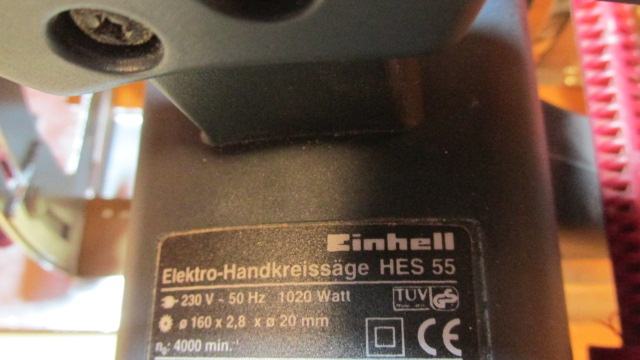 Einhell
Elektro-Handkreissäge HES 55
230 V ~ 50 Hz 1020 Watt
TÜV GS
ø 160 x 2,8 x ø 20 mm
CE
n₀: 4000 min.⁻